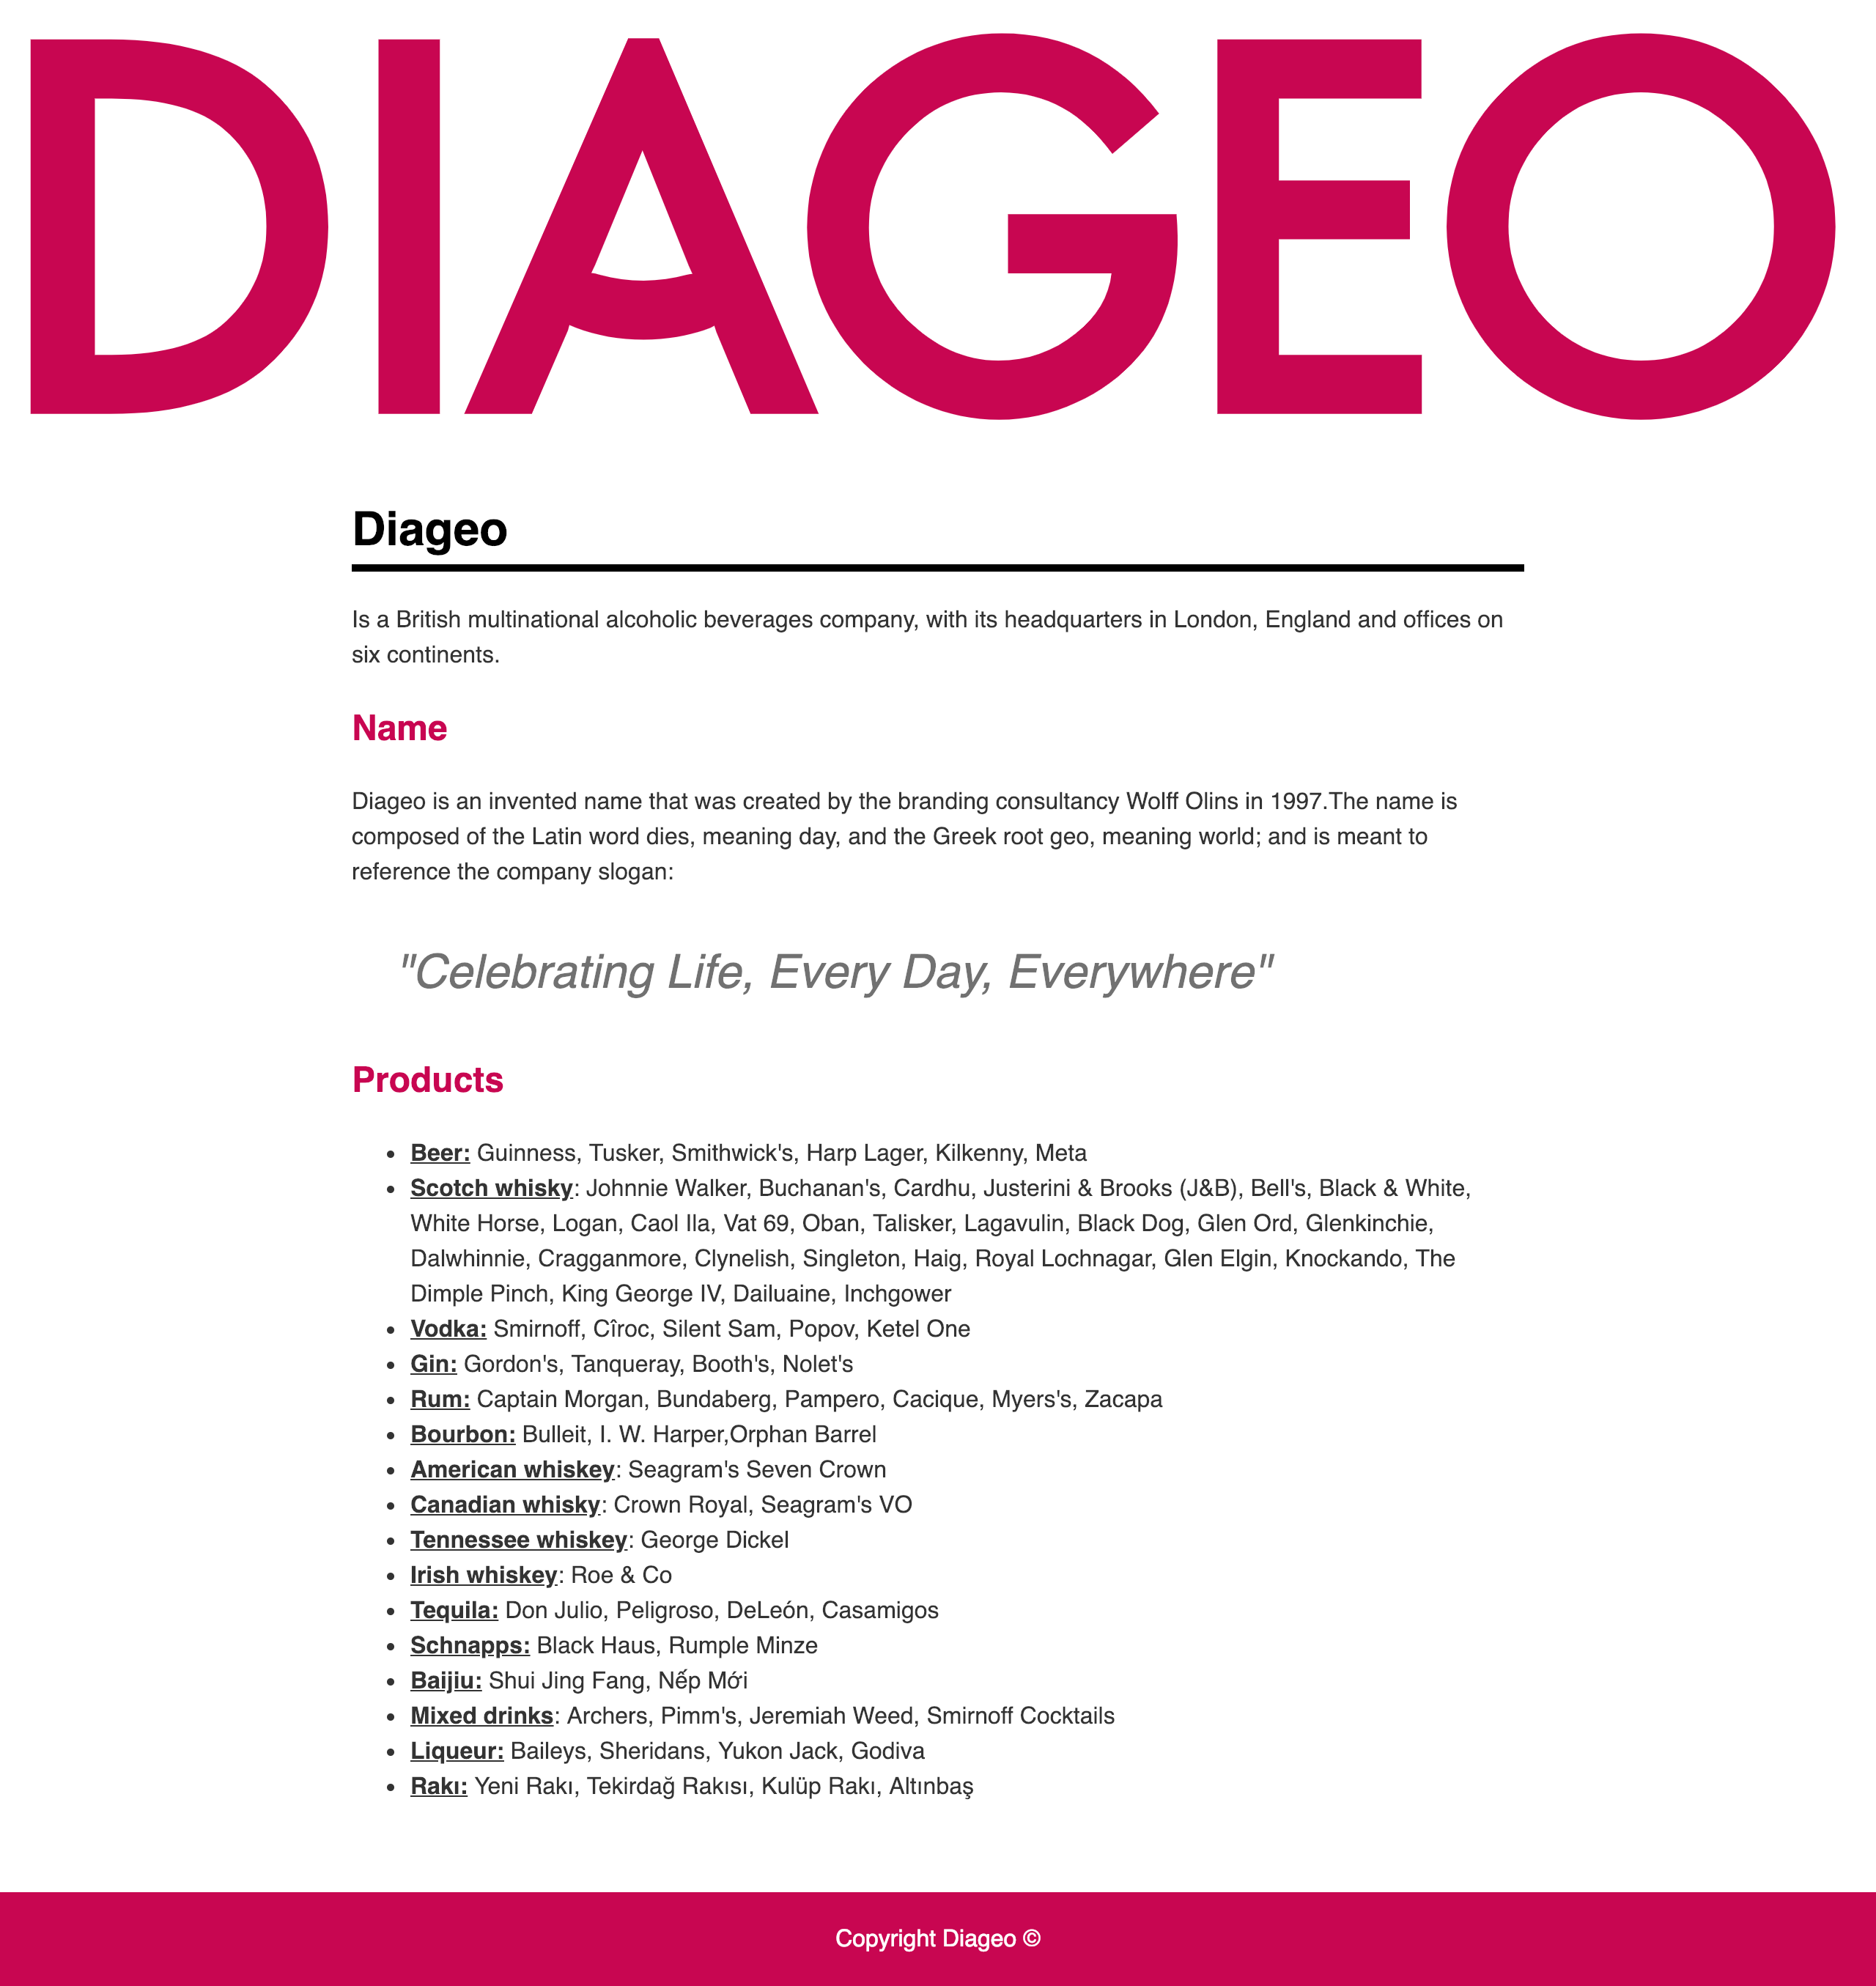 DIAGEO
Diageo
Is a British multinational alcoholic beverages company, with its headquarters in London, England and offices on
six continents.
Name
Diageo is an invented name that was created by the branding consultancy Wolff Olins in 1997.The name is
composed of the Latin word dies, meaning day, and the Greek root geo, meaning world; and is meant to
reference the company slogan:
"Celebrating Life, Every Day, Everywhere"
Products
• Beer: Guinness, Tusker, Smithwick's, Harp Lager, Kilkenny, Meta
• Scotch whisky: Johnnie Walker, Buchanan's, Cardhu, Justerini & Brooks (J&B), Bell's, Black & White,
White Horse, Logan, Caol Ila, Vat 69, Oban, Talisker, Lagavulin, Black Dog, Glen Ord, Glenkinchie,
Dalwhinnie, Cragganmore, Clynelish, Singleton, Haig, Royal Lochnagar, Glen Elgin, Knockando, The
Dimple Pinch, King George IV, Dailuaine, Inchgower
• Vodka: Smirnoff, Cîroc, Silent Sam, Popov, Ketel One
• Gin: Gordon's, Tanqueray, Booth's, Nolet's
• Rum: Captain Morgan, Bundaberg, Pampero, Cacique, Myers's, Zacapa
• Bourbon: Bulleit, I. W. Harper,Orphan Barrel
• American whiskey: Seagram's Seven Crown
• Canadian whisky: Crown Royal, Seagram's VO
• Tennessee whiskey: George Dickel
• Irish whiskey: Roe & Co
• Tequila: Don Julio, Peligroso, DeLeón, Casamigos
• Schnapps: Black Haus, Rumple Minze
• Baijiu: Shui Jing Fang, Nếp Mới
• Mixed drinks: Archers, Pimm's, Jeremiah Weed, Smirnoff Cocktails
• Liqueur: Baileys, Sheridans, Yukon Jack, Godiva
• Rakı: Yeni Rakı, Tekirdağ Rakısı, Kulüp Rakı, Altınbaş
Copyright Diageo ©